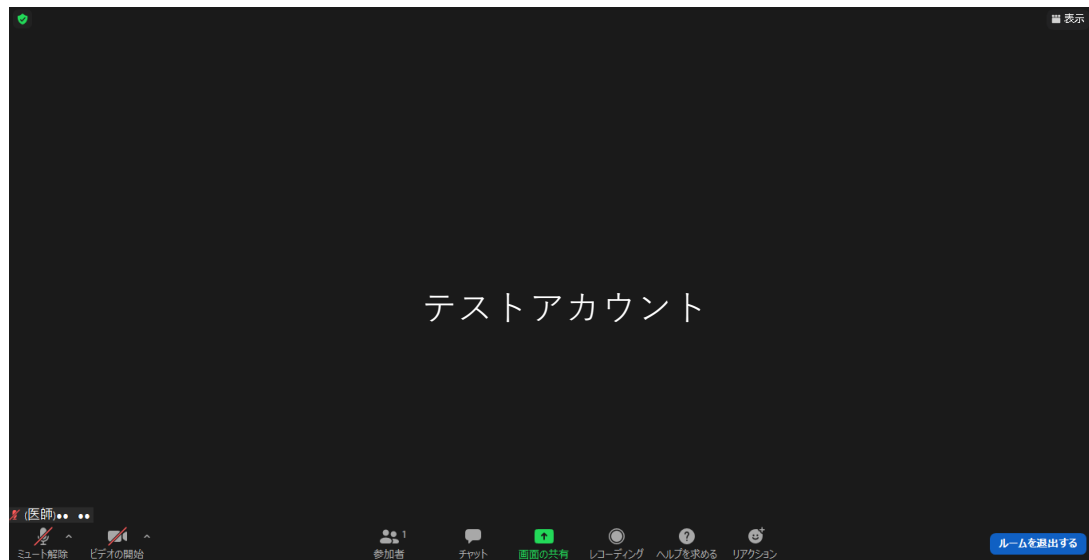 表示
テストアカウント
(医師)●● ●●
1
ミュート解除 ビデオの開始 参加者 チャット 画面の共有 レコーディング ヘルプを求める リアクション ルームを退出する